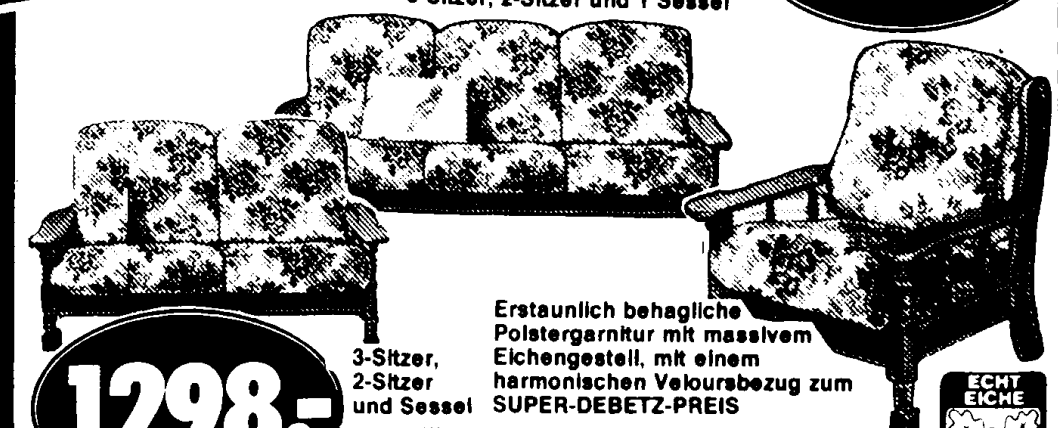 3-Sitzer, 2-Sitzer und 1 Sessel
Erstaunlich behagliche
Polstergarnitur mit massivem
Eichengestell, mit einem
harmonischen Veloursbezug zum
SUPER-DEBETZ-PREIS
3-Sitzer,
2-Sitzer
und Sessel
1298.-
ECHT
EICHE